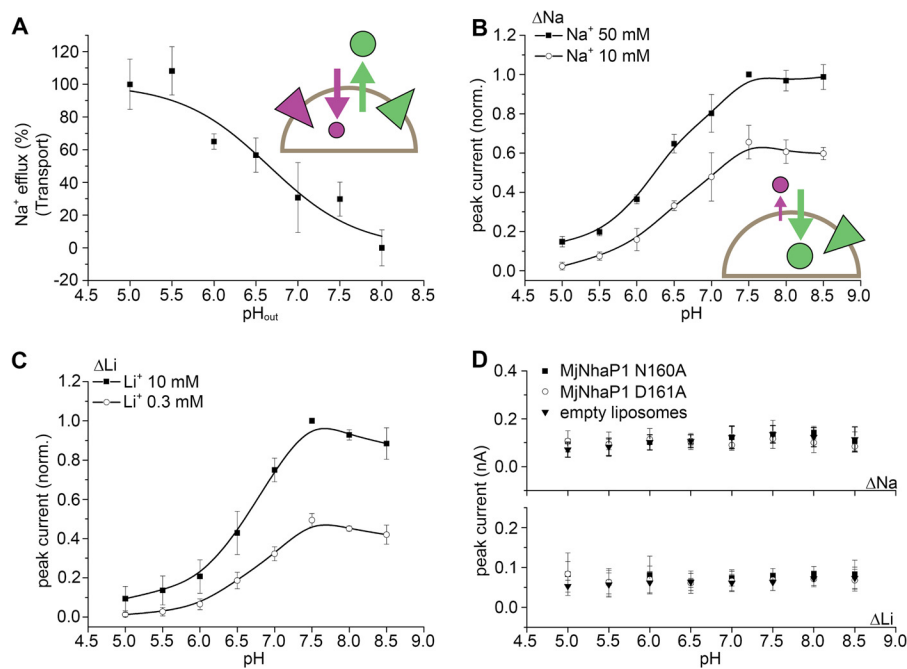 A
Na⁺ efflux (%)
(Transport)
120
100
80
60
40
20
0
-20
5.0 5.5 6.0 6.5 7.0 7.5 8.0 8.5
pHout
B
ΔNa
Na⁺ 50 mM
Na⁺ 10 mM
peak current (norm.)
1.2
1.0
0.8
0.6
0.4
0.2
0.0
4.5 5.0 5.5 6.0 6.5 7.0 7.5 8.0 8.5 9.0
pH
C
ΔLi
Li⁺ 10 mM
Li⁺ 0.3 mM
peak current (norm.)
1.2
1.0
0.8
0.6
0.4
0.2
0.0
4.5 5.0 5.5 6.0 6.5 7.0 7.5 8.0 8.5 9.0
pH
D
MjNhaP1 N160A
MjNhaP1 D161A
empty liposomes
peak current (nA)
0.4
0.2
0.1
0.0
ΔNa
0.2
0.1
0.0
ΔLi
4.5 5.0 5.5 6.0 6.5 7.0 7.5 8.0 8.5 9.0
pH